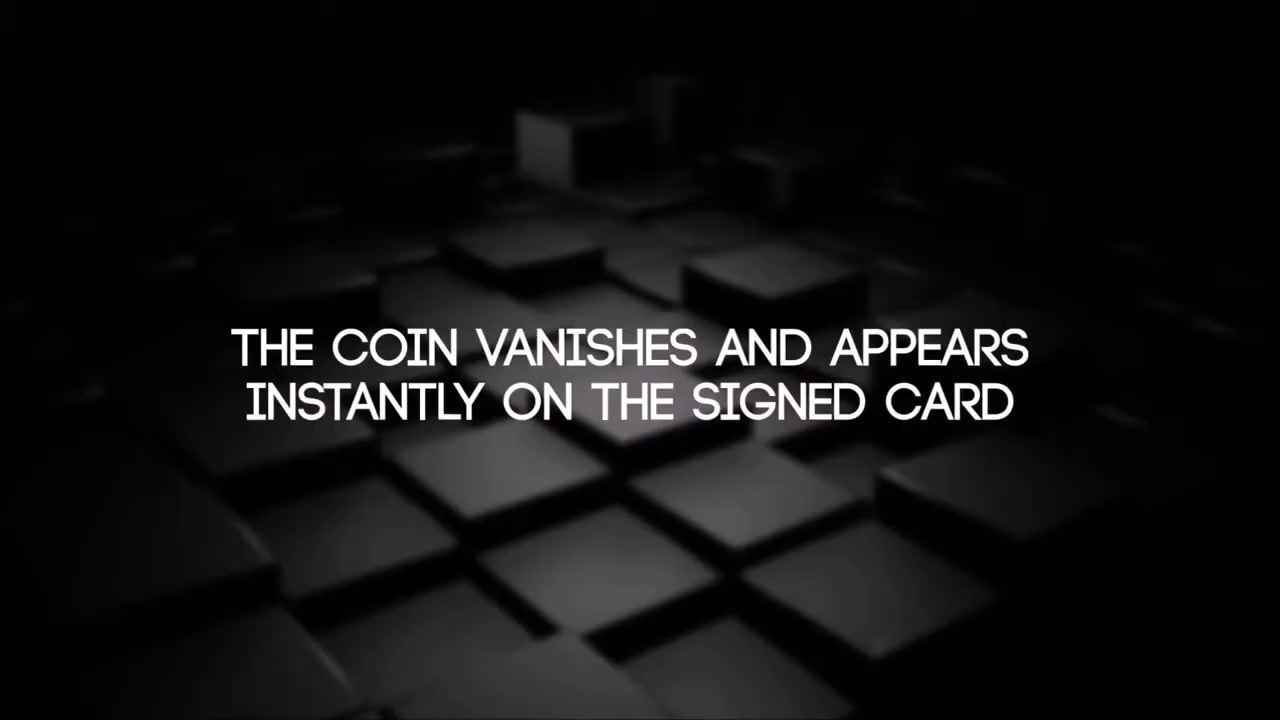 THE COIN VANISHES AND APPEARS
INSTANTLY ON THE SIGNED CARD